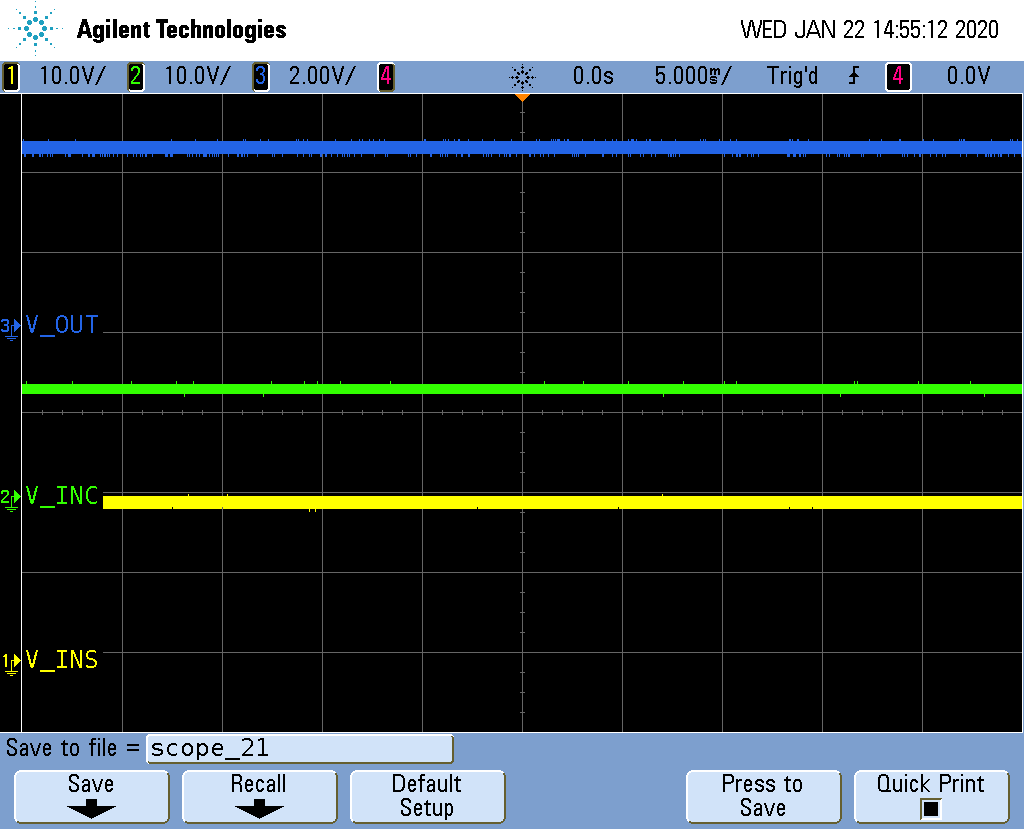 Agilent Technologies WED JAN 22 14:55:12 2020
1 10.0V/ 2 10.0V/ 3 2.00V/ 4 0.0s 5.000ms/ Trig'd 4 0.0V
3 V_OUT
2 V_INC
1 V_INS
Save to file = scope_21
Save Recall Default Setup Press to Save Quick Print